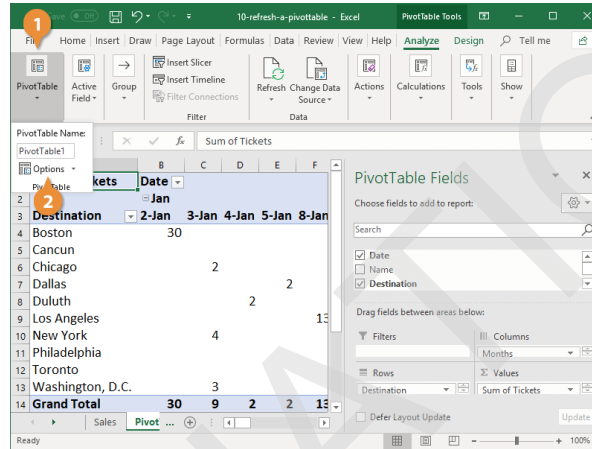 1
Save Off 10-refresh-a-pivottable - Excel PivotTable Tools
File Home Insert Draw Page Layout Formulas Data Review View Help Analyze Design Tell me
PivotTable
Active Field
Group
Insert Slicer
Insert Timeline
Filter Connections
Filter
Refresh
Change Data Source
Data
Actions
Calculations
Tools
Show
PivotTable Name:
PivotTable1
Options
PivotTable
2
fx Sum of Tickets
B C D E F
kets Date
2 Jan
3 Destination 2-Jan 3-Jan 4-Jan 5-Jan 8-Jan
4 Boston 30
5 Cancun
6 Chicago 2
7 Dallas 2
8 Duluth 2
9 Los Angeles 13
10 New York 4
11 Philadelphia
12 Toronto
13 Washington, D.C. 3
14 Grand Total 30 9 2 2 13
Sales Pivot ...
Ready
PivotTable Fields
Choose fields to add to report:
Search
Date
Name
Destination
Drag fields between areas below:
Filters
Columns
Months
Rows
Destination
Σ Values
Sum of Tickets
Defer Layout Update
Update
100%